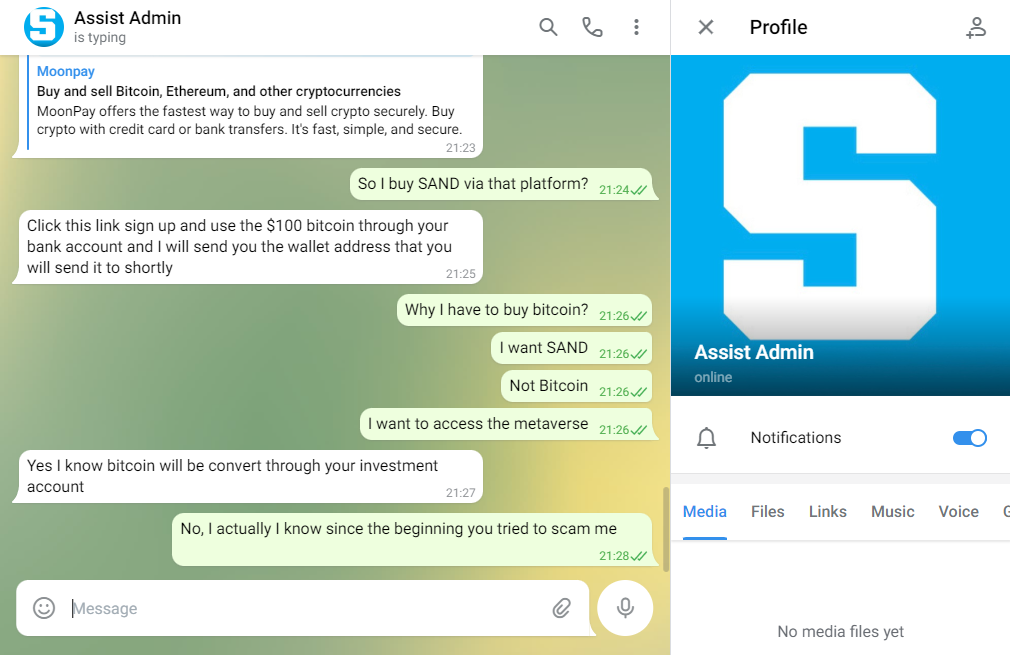 Assist Admin
is typing
Moonpay
Buy and sell Bitcoin, Ethereum, and other cryptocurrencies
MoonPay offers the fastest way to buy and sell crypto securely. Buy
crypto with credit card or bank transfers. It's fast, simple, and secure.
21:23
So I buy SAND via that platform?
21:24
Click this link sign up and use the $100 bitcoin through your
bank account and I will send you the wallet address that you
will send it to shortly
21:25
Why I have to buy bitcoin?
21:26
I want SAND
21:26
Not Bitcoin
21:26
I want to access the metaverse
21:26
Yes I know bitcoin will be convert through your investment
account
21:27
No, I actually I know since the beginning you tried to scam me
21:28
Message
Profile
S
Assist Admin
online
Notifications
Media Files Links Music Voice G
No media files yet